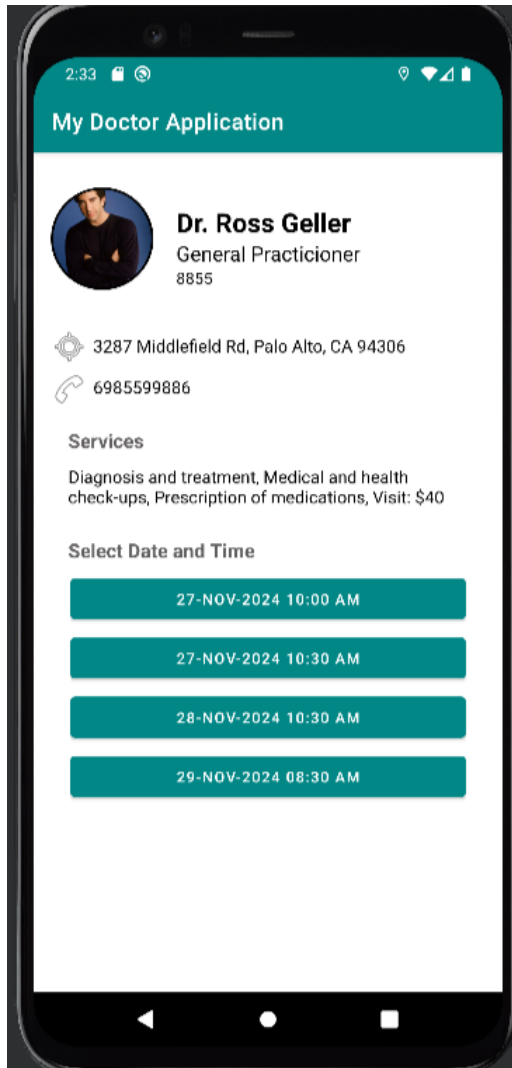 2:33
My Doctor Application
Dr. Ross Geller
General Practicioner
8855
3287 Middlefield Rd, Palo Alto, CA 94306
6985599886
Services
Diagnosis and treatment, Medical and health
check-ups, Prescription of medications, Visit: $40
Select Date and Time
27-NOV-2024 10:00 AM
27-NOV-2024 10:30 AM
28-NOV-2024 10:30 AM
29-NOV-2024 08:30 AM